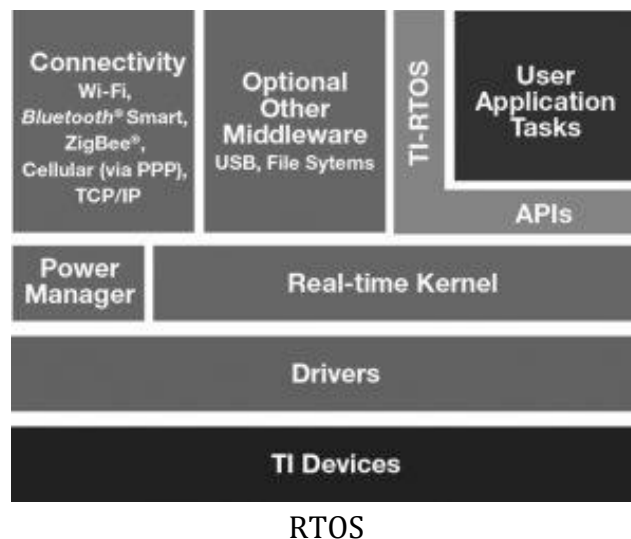 Connectivity
Wi-Fi,
Bluetooth® Smart,
ZigBee®,
Cellular (via PPP),
TCP/IP
Optional
Other
Middleware
USB, File Sytems
TI-RTOS
User
Application
Tasks
APIs
Power
Manager
Real-time Kernel
Drivers
TI Devices
RTOS